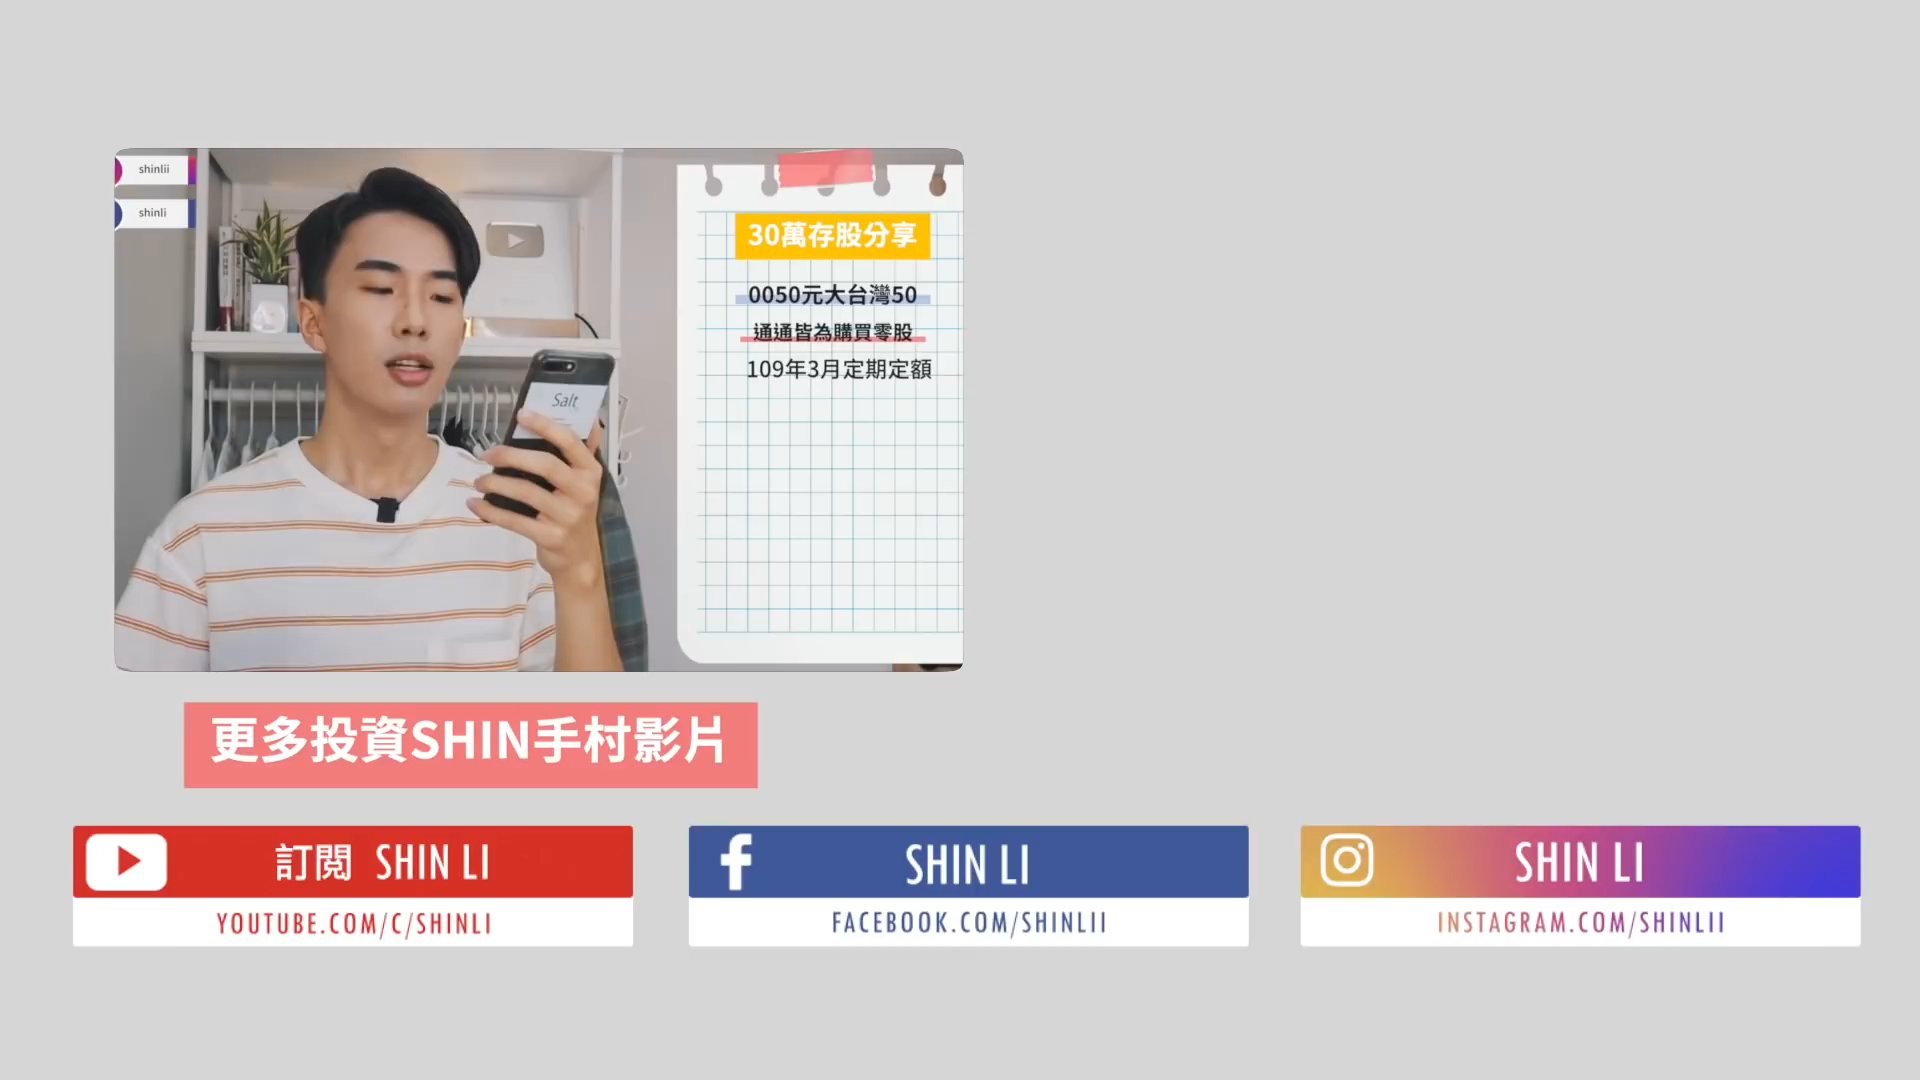 shinlii
shinli
30萬存股分享
0050元大台灣50
通通皆為購買零股
109年3月定期定額
Salt
更多投資SHIN手村影片
訂閱 SHIN LI
YOUTUBE.COM/C/SHINLI
SHIN LI
FACEBOOK.COM/SHINLII
SHIN LI
INSTAGRAM.COM/SHINLII